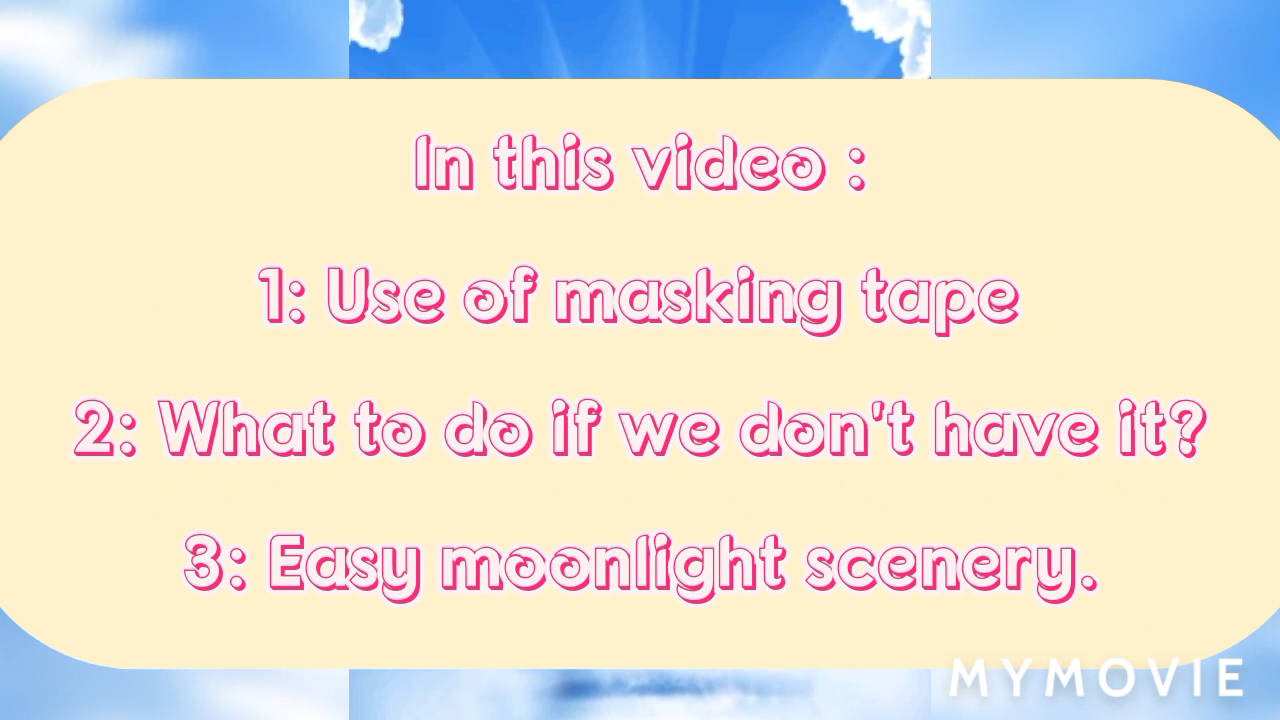 In this video :
1: Use of masking tape
2: What to do if we don't have it?
3: Easy moonlight scenery.
MYMOVIE